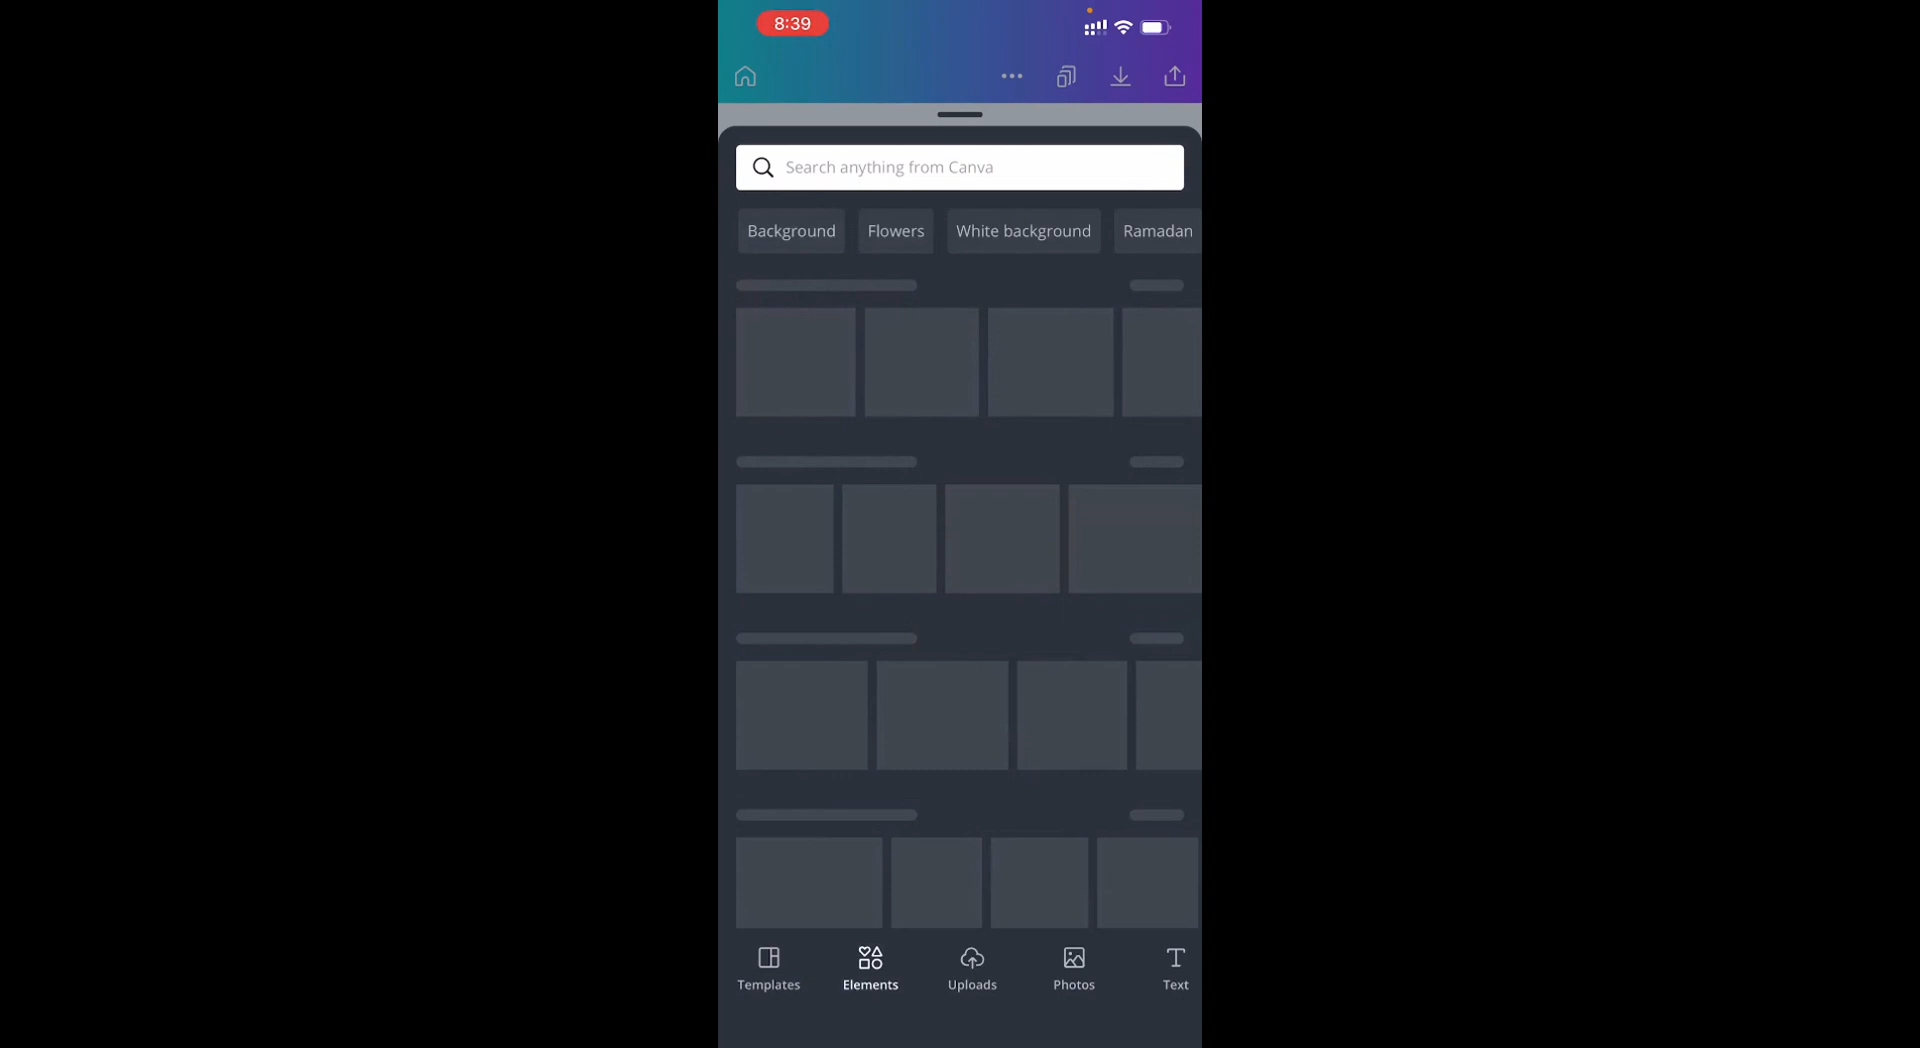 8:39
Search anything from Canva
Background Flowers White background Ramadan
Templates Elements Uploads Photos Text